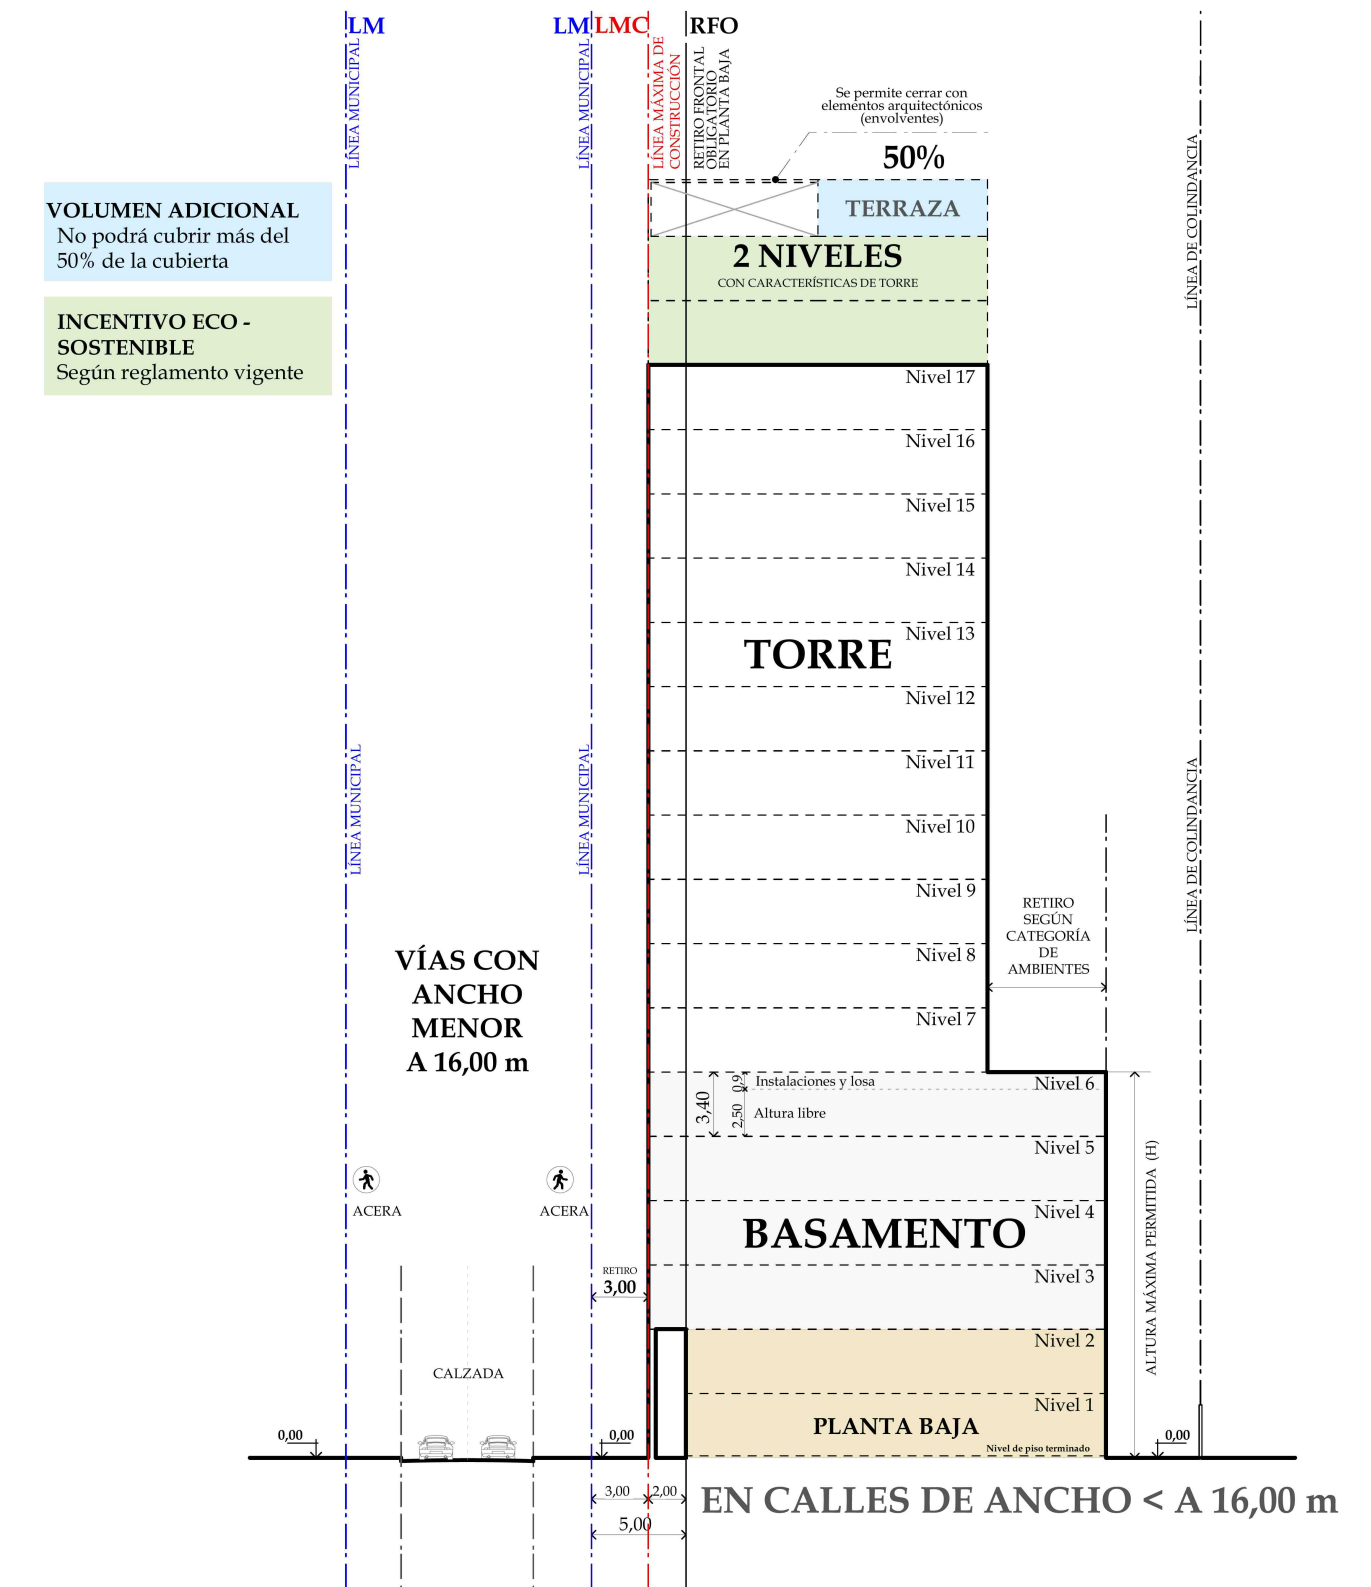 LM
LM
LMC
RFO
LÍNEA MUNICIPAL
LÍNEA MUNICIPAL
LÍNEA MÁXIMA DE
CONSTRUCCIÓN
RETIRO FRONTAL
OBLIGATORIO
EN PLANTA BAJA
Se permite cerrar con
elementos arquitectónicos
(envolventes)
50%
LÍNEA DE COLINDANCIA
VOLUMEN ADICIONAL
No podrá cubrir más del
50% de la cubierta
TERRAZA
2 NIVELES
CON CARACTERÍSTICAS DE TORRE
INCENTIVO ECO -
SOSTENIBLE
Según reglamento vigente
Nivel 17
Nivel 16
Nivel 15
Nivel 14
Nivel 13
TORRE
Nivel 12
Nivel 11
Nivel 10
Nivel 9
Nivel 8
Nivel 7
LÍNEA MUNICIPAL
LÍNEA MUNICIPAL
LÍNEA DE COLINDANCIA
RETIRO
SEGÚN
CATEGORÍA
DE
AMBIENTES
VÍAS CON
ANCHO
MENOR
A 16,00 m
Nivel 6
Instalaciones y losa
0,9
3,40
2,50
Altura libre
Nivel 5
Nivel 4
BASAMENTO
Nivel 3
ALTURA MÁXIMA PERMITIDA (H)
ACERA
ACERA
RETIRO
3,00
Nivel 2
CALZADA
Nivel 1
PLANTA BAJA
Nivel de piso terminado
0,00
0,00
0,00
3,00
2,00
5,00
EN CALLES DE ANCHO < A 16,00 m